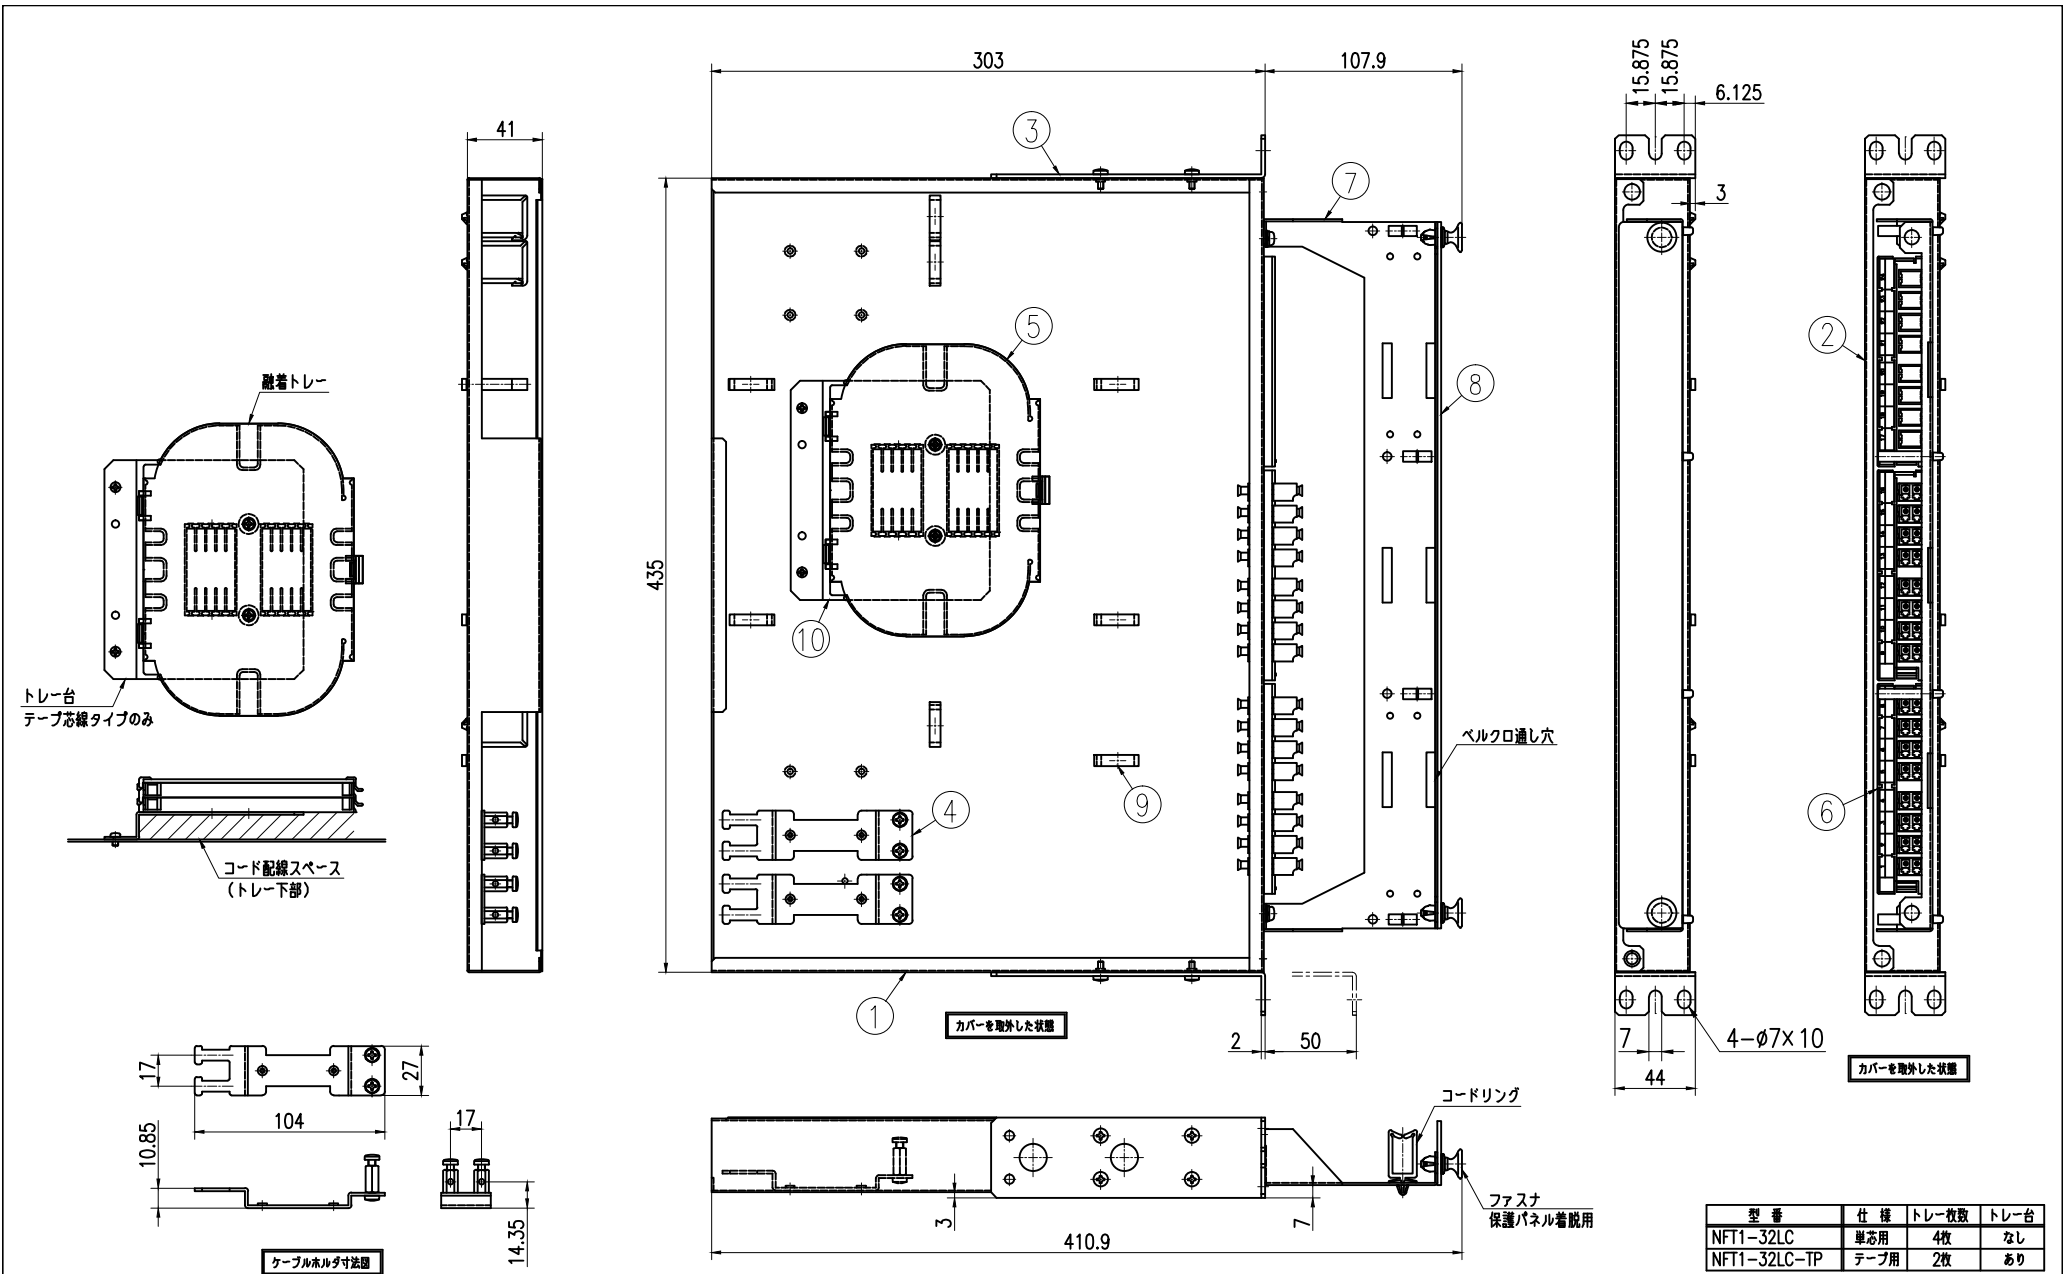 303
107.9
15.875
15.875
6.125
41
3
7
3
5
2
8
融着トレー
435
10
トレー台
テープ芯線タイプのみ
ベルクロ通し穴
9
4
6
コード配線スペース
(トレー下部)
1
カバーを取外した状態
2
50
7
4-φ7×10
44
カバーを取外した状態
17
27
104
10.85
17
14.35
ケーブルホルダ寸法図
コードリング
3
7
ファスナ
保護パネル着脱用
410.9
型番 仕様 トレー枚数 トレー台
NFT1-32LC 単芯用 4枚 なし
NFT1-32LC-TP テープ用 2枚 あり